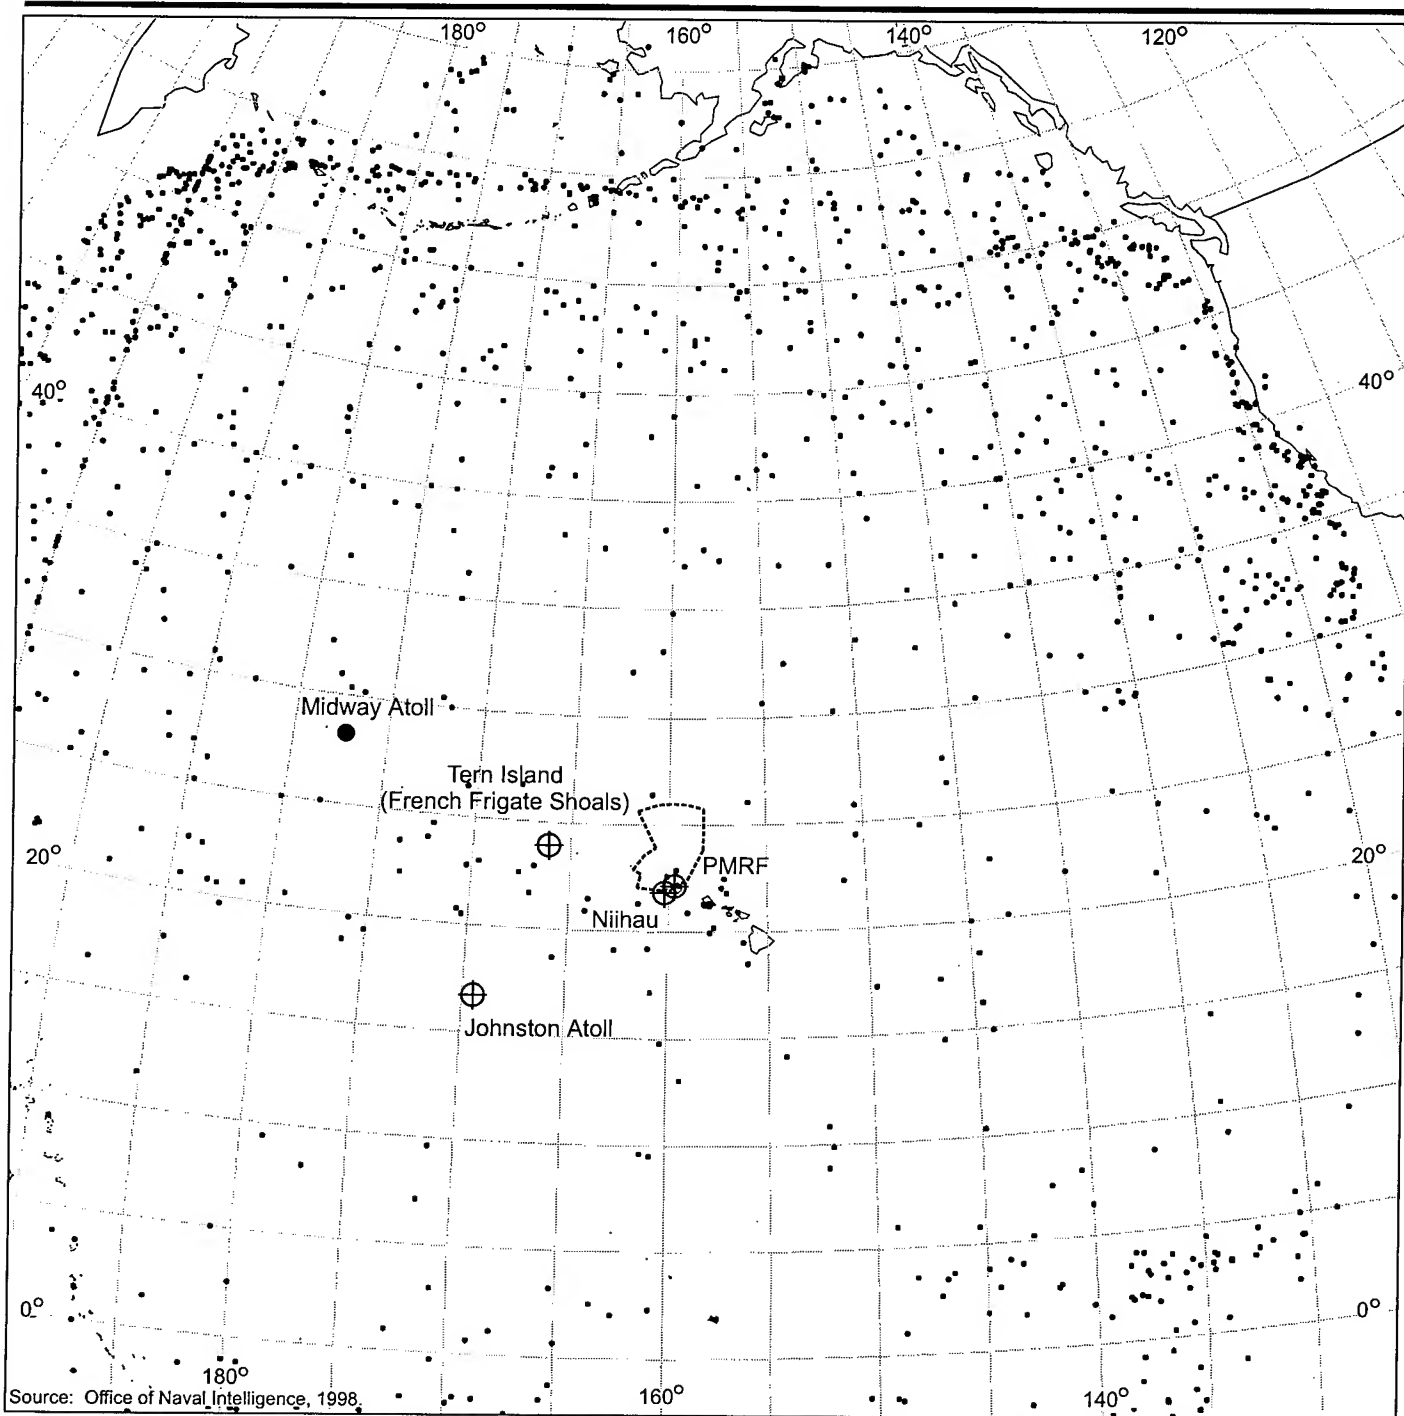 180° 160° 140° 120°
40° 40°
Midway Atoll
Tern Island
(French Frigate Shoals)
20° PMRF 20°
Niihau
Johnston Atoll
0° 0°
180° 160° 140°
Source: Office of Naval Intelligence, 1998.